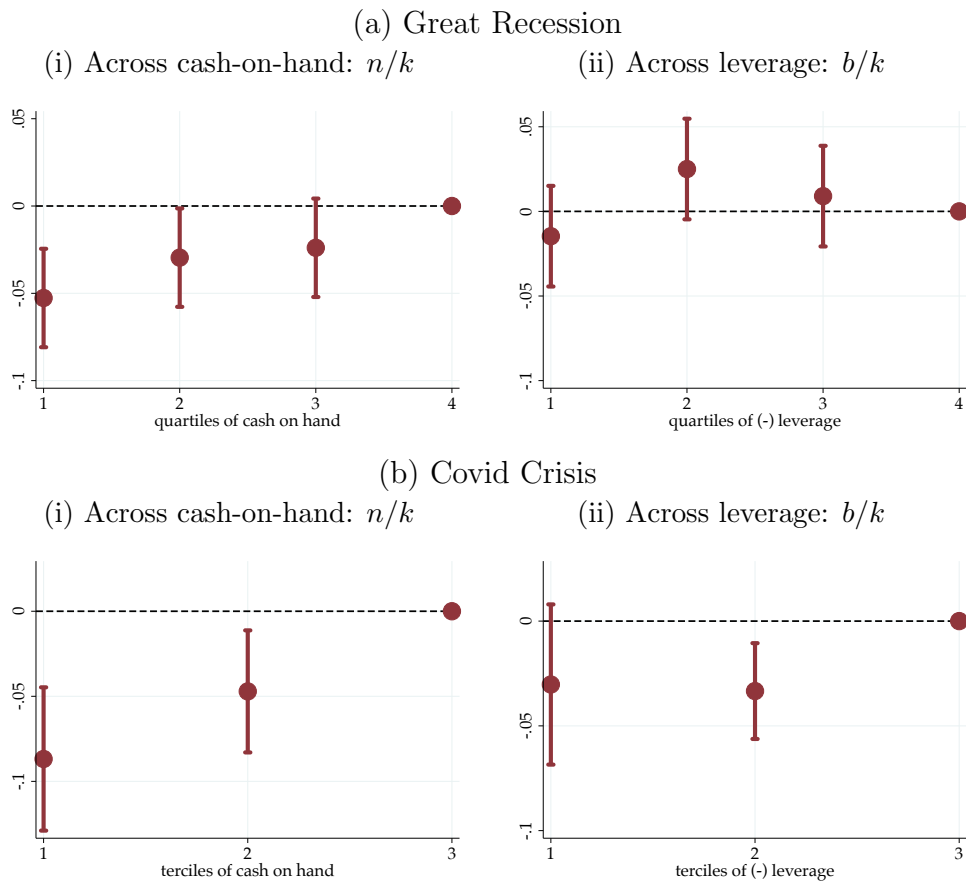 (a) Great Recession
(i) Across cash-on-hand: n/k
(ii) Across leverage: b/k
.05
0
-.05
-.1
1 2 3 4
quartiles of cash on hand
.05
0
-.05
-.1
1 2 3 4
quartiles of (-) leverage
(b) Covid Crisis
(i) Across cash-on-hand: n/k
(ii) Across leverage: b/k
0
-.05
-.1
1 2 3
terciles of cash on hand
0
-.05
-.1
1 2 3
terciles of (-) leverage